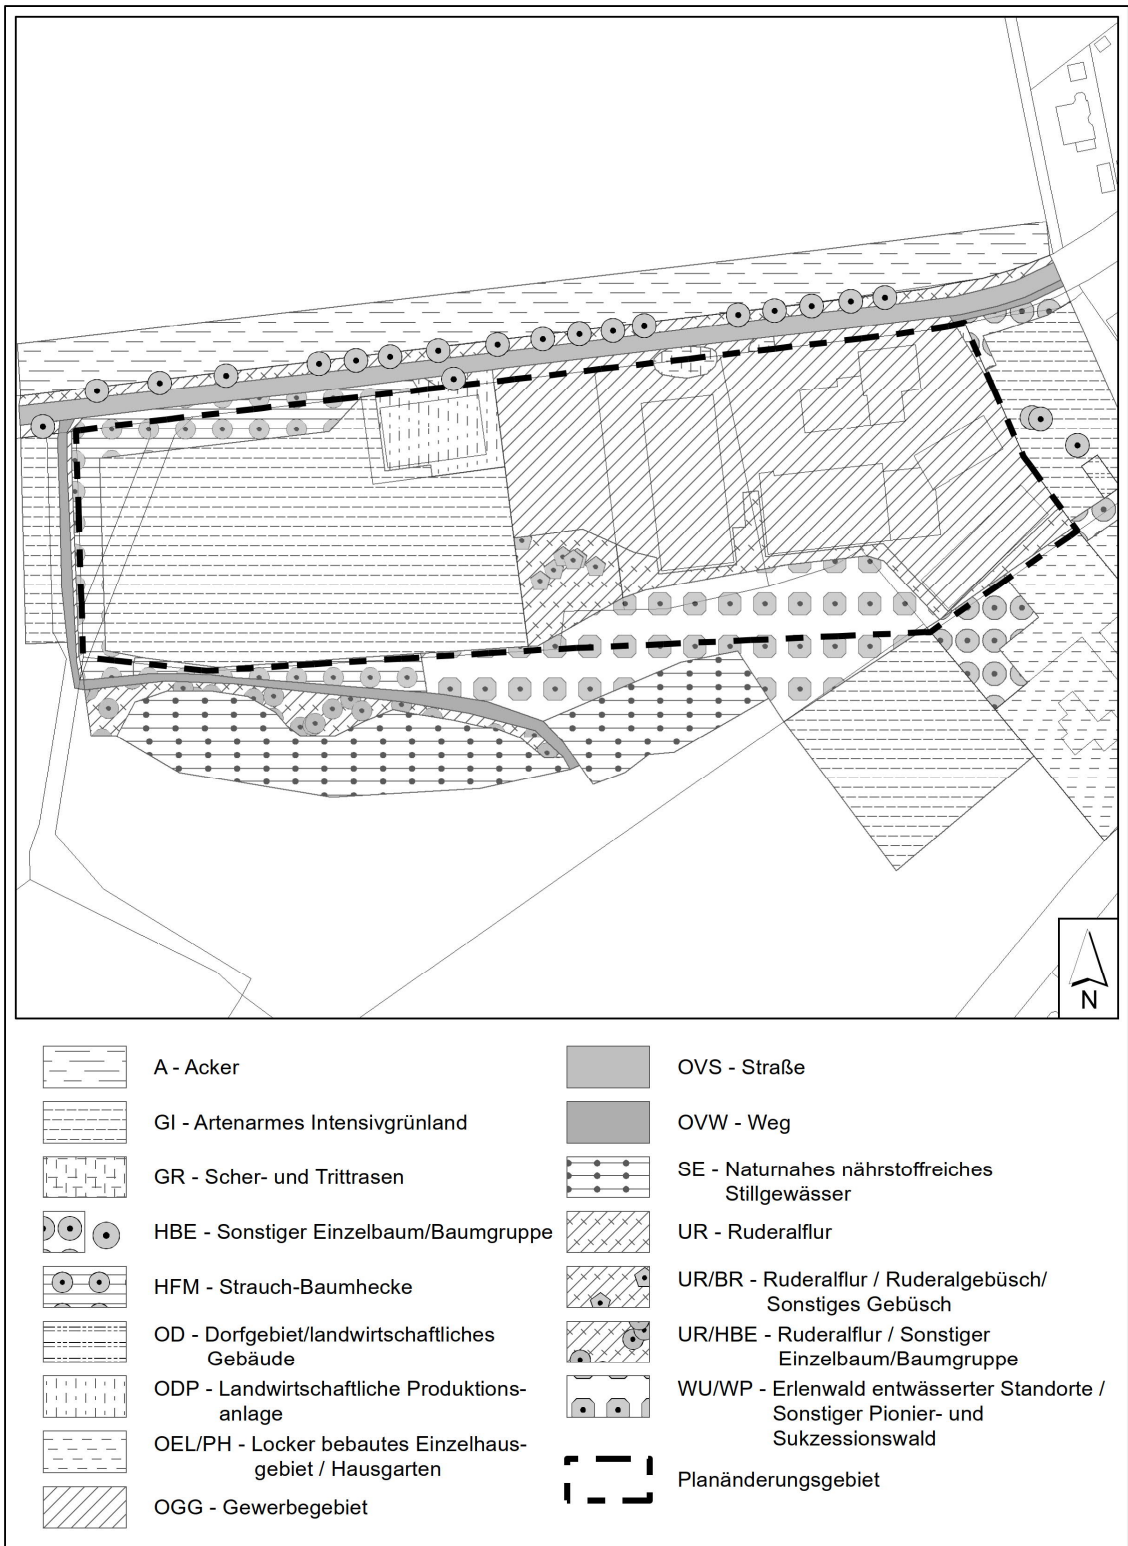 N
A - Acker
GI - Artenarmes Intensivgrünland
GR - Scher- und Trittrasen
HBE - Sonstiger Einzelbaum/Baumgruppe
HFM - Strauch-Baumhecke
OD - Dorfgebiet/landwirtschaftliches
Gebäude
ODP - Landwirtschaftliche Produktions-
anlage
OEL/PH - Locker bebautes Einzelhaus-
gebiet / Hausgarten
OGG - Gewerbegebiet
OVS - Straße
OVW - Weg
SE - Naturnahes nährstoffreiches
Stillgewässer
UR - Ruderalflur
UR/BR - Ruderalflur / Ruderalgebüsch/
Sonstiges Gebüsch
UR/HBE - Ruderalflur / Sonstiger
Einzelbaum/Baumgruppe
WU/WP - Erlenwald entwässerter Standorte /
Sonstiger Pionier- und
Sukzessionswald
Planänderungsgebiet